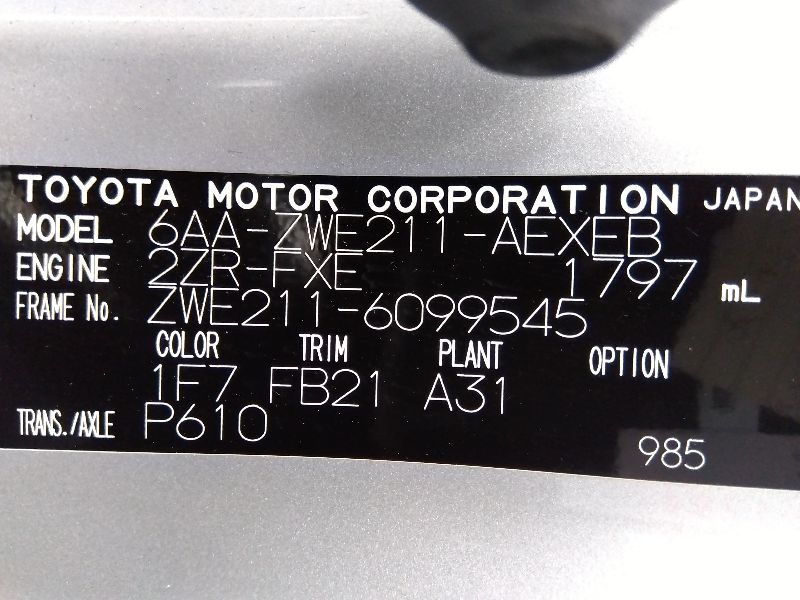 TOYOTA MOTOR CORPORATION JAPAN
MODEL 6AA-ZWE211-AEXEB
ENGINE 2ZR-FXE 1797 mL
FRAME No. ZWE211-6099545
COLOR TRIM PLANT OPTION
1F7 FB21 A31
TRANS./AXLE P610
985